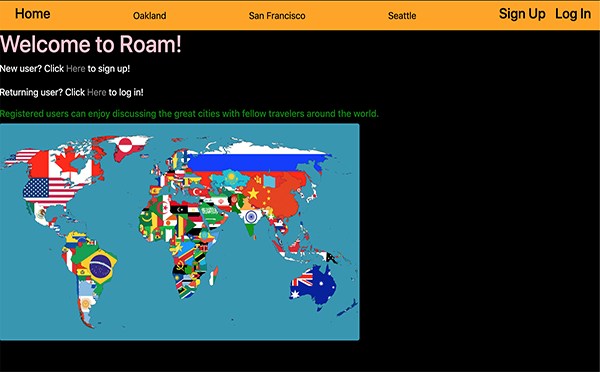 Home Oakland San Francisco Seattle Sign Up Log In
Welcome to Roam!
New user? Click Here to sign up!
Returning user? Click Here to log in!
Registered users can enjoy discussing the great cities with fellow travelers around the world.